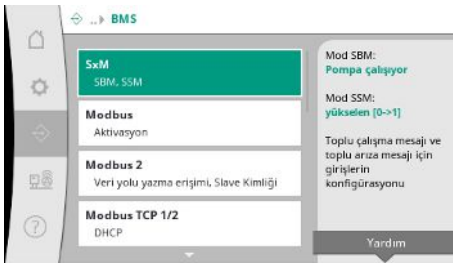 ..▸ BMS
SxM
SBM, SSM
Modbus
Aktivasyon
Modbus 2
Veri yolu yazma erişimi, Slave Kimliği
Modbus TCP 1/2
DHCP
Mod SBM:
Pompa çalışıyor
Mod SSM:
yükselen [0->1]
Toplu çalışma mesajı ve
toplu arıza mesajı için
girişlerin
konfigürasyonu
Yardım